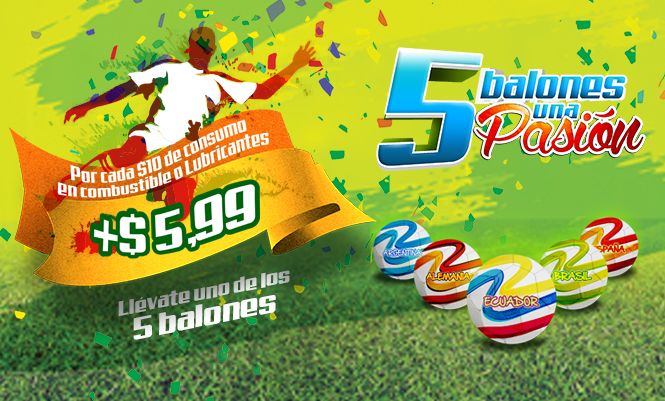 5 balones
una
Pasión
Por cada $10 de consumo
en combustible o Lubricantes
+$ 5,99
Llévate uno de los
5 balones
ARGENTINA
ALEMANIA
ECUADOR
BRASIL
ESPAÑA